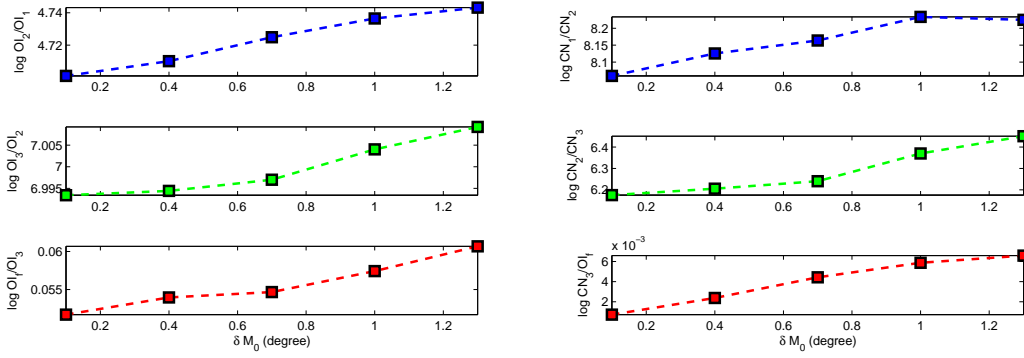 log OI2/OI1
4.74
4.72
0.2 0.4 0.6 0.8 1 1.2
log CN1/CN2
8.2
8.15
8.1
0.2 0.4 0.6 0.8 1 1.2
log OI3/OI2
7.005
7
6.995
0.2 0.4 0.6 0.8 1 1.2
log CN2/CN3
6.4
6.3
6.2
0.2 0.4 0.6 0.8 1 1.2
log OI1/OI3
0.06
0.055
0.2 0.4 0.6 0.8 1 1.2
δ M0 (degree)
log CN3/OI1
x 10-3
6
4
2
0.2 0.4 0.6 0.8 1 1.2
δ M0 (degree)